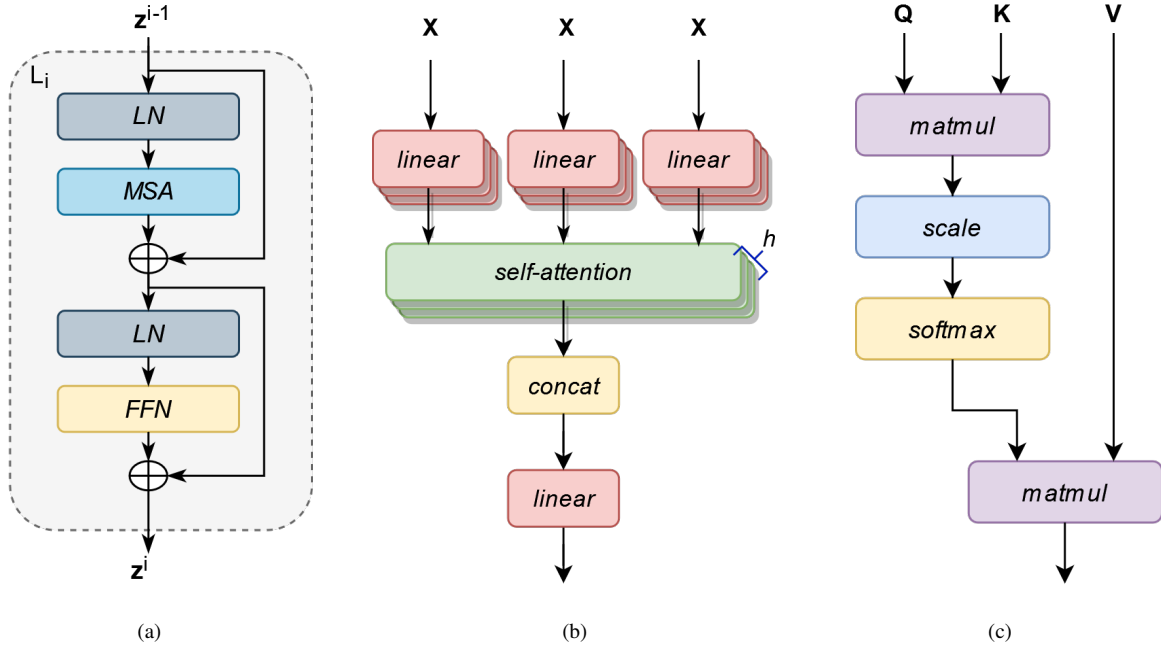 z^{i-1}
L_i
LN
MSA
LN
FFN
z^i
(a)
X X X
linear linear linear
h
self-attention
concat
linear
(b)
Q K V
matmul
scale
softmax
matmul
(c)